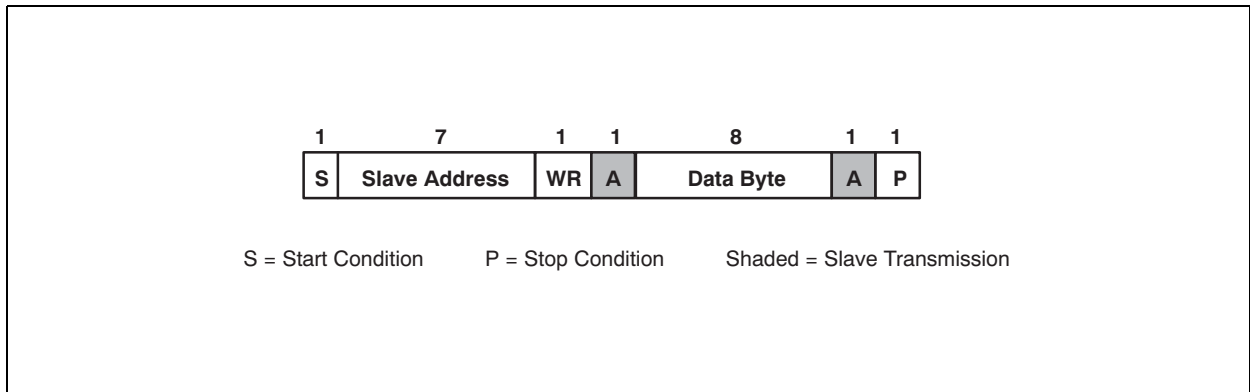 1 7 1 1 8 1 1
S Slave Address WR A Data Byte A P
S = Start Condition P = Stop Condition Shaded = Slave Transmission